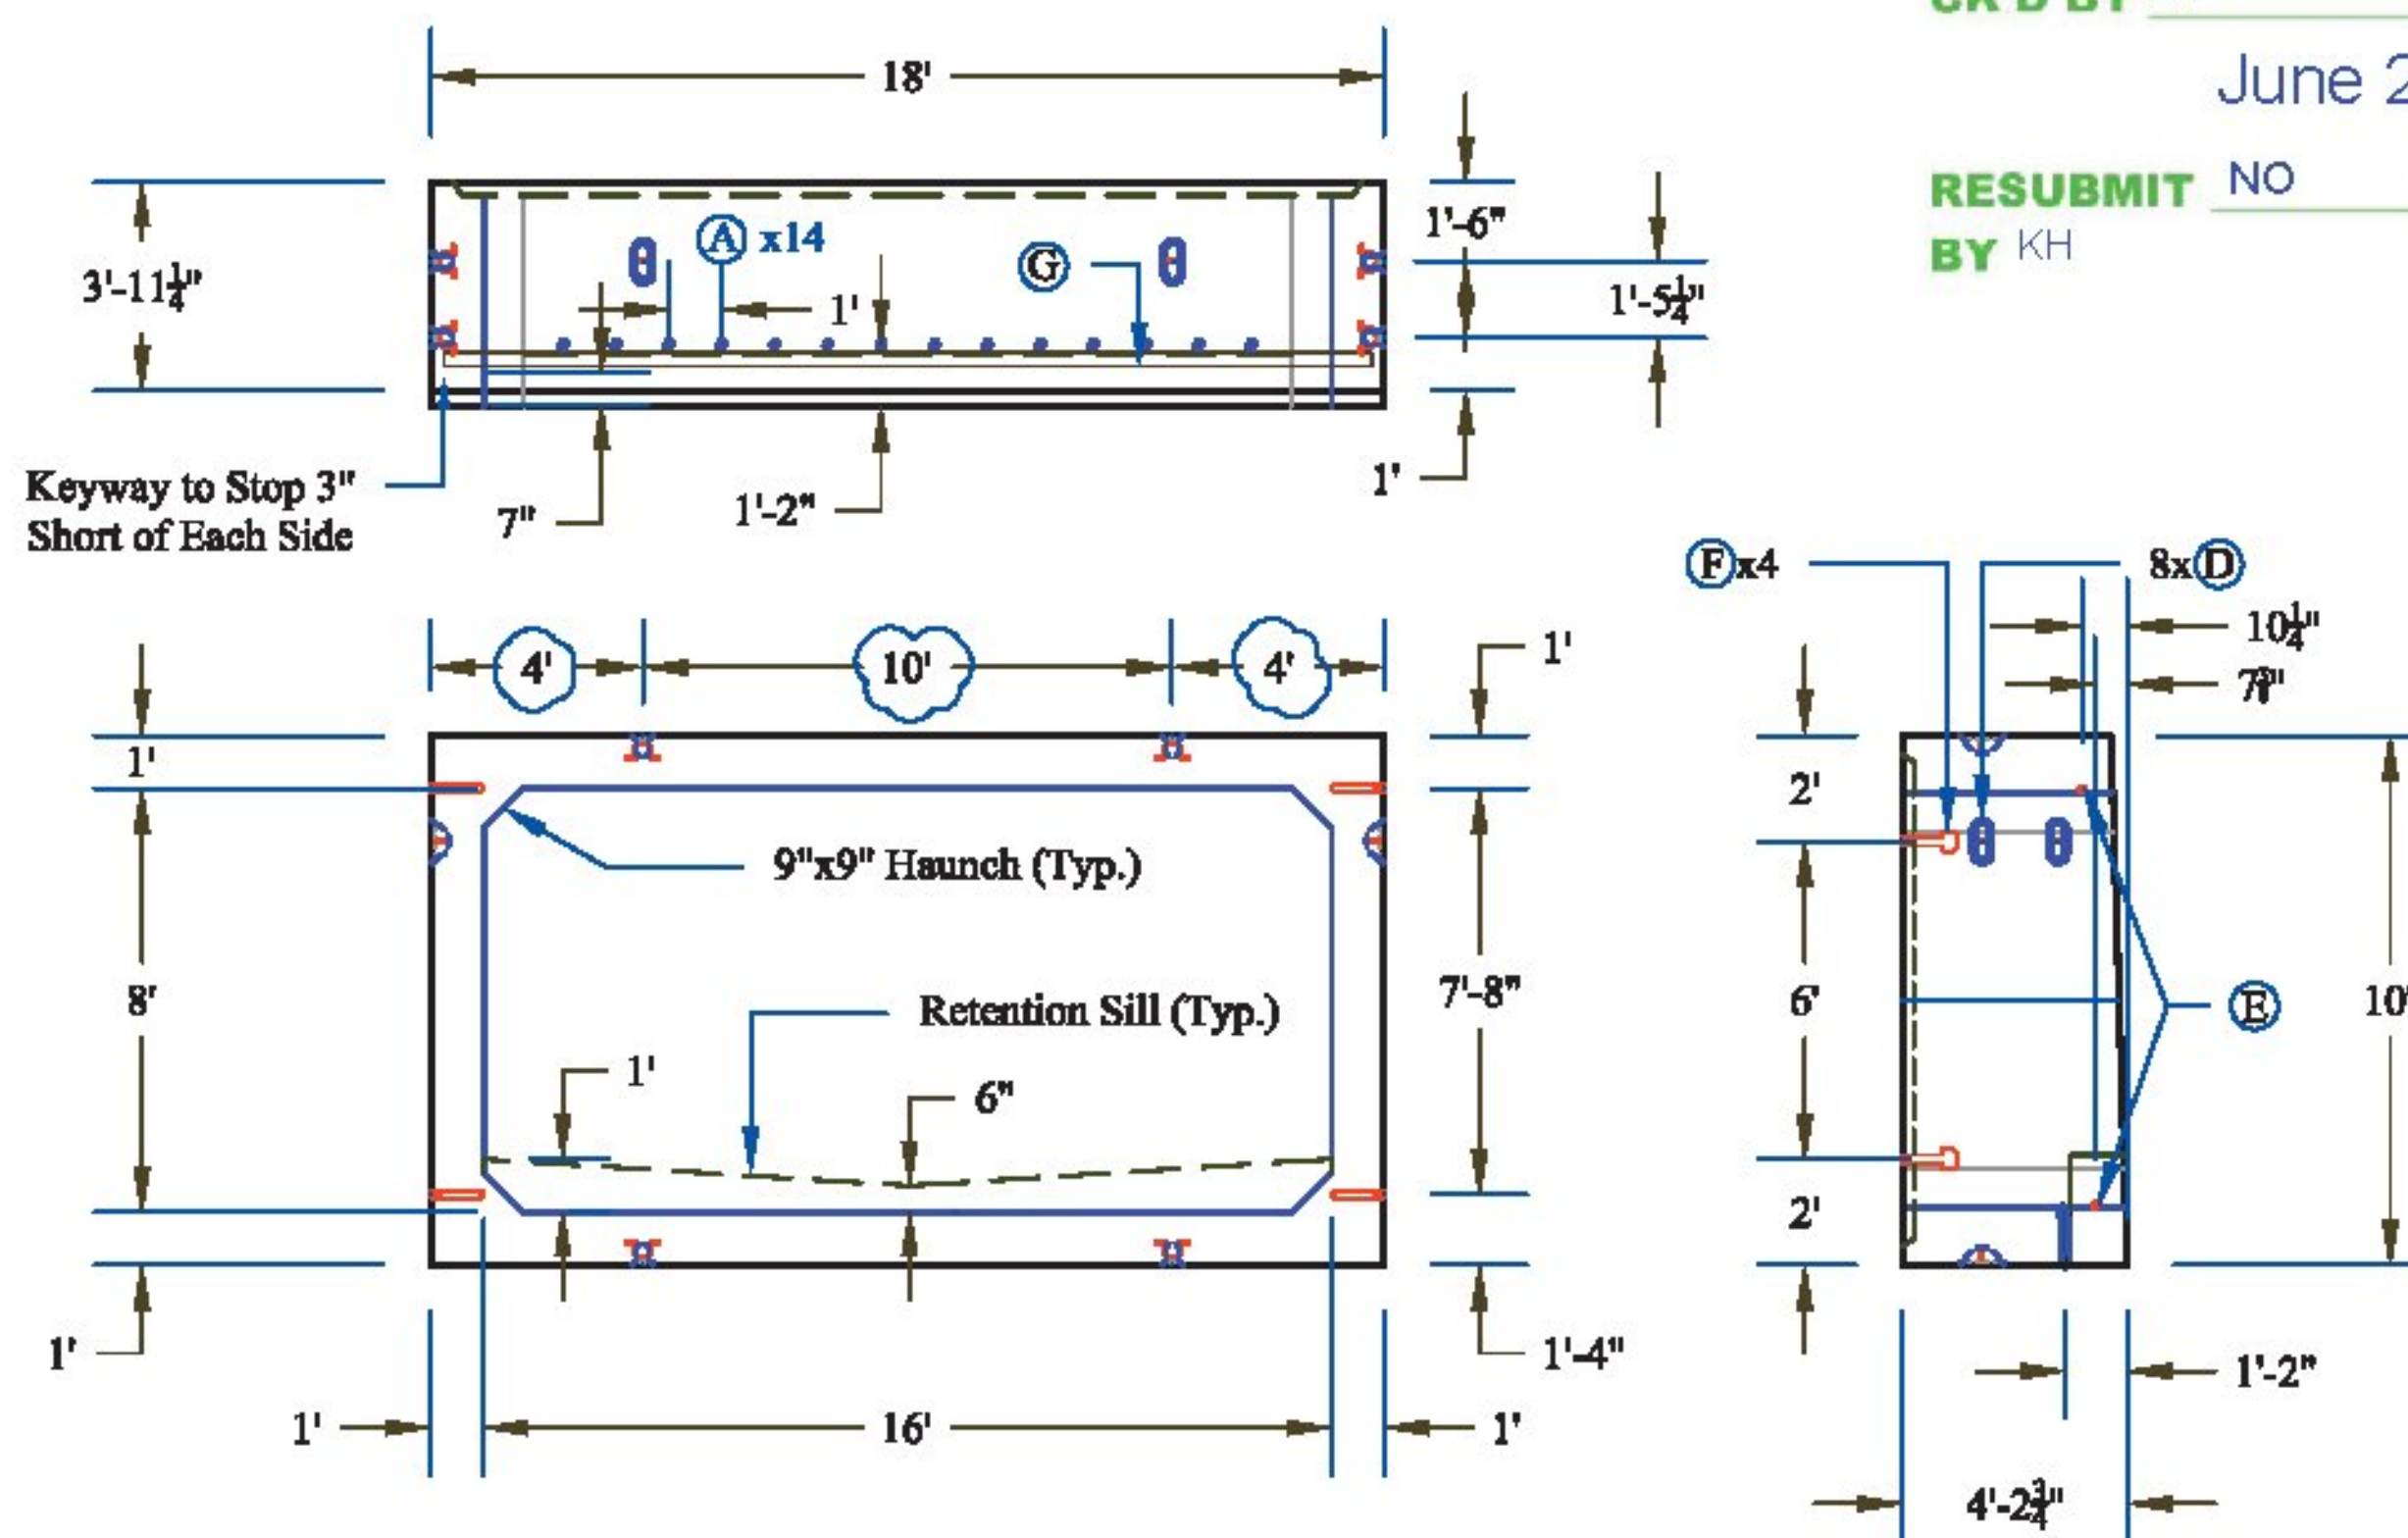 June 2
RESUBMIT NO
BY KH
18'
3'-11¼"
A x14
G
1'
1'-6"
1'-5¼"
1'
Keyway to Stop 3"
Short of Each Side
7"
1'-2"
4'
10'
4'
1'
1'
8'
1'
9"x9" Haunch (Typ.)
Retention Sill (Typ.)
1'
6"
7'-8"
1'-4"
1'
16'
1'
F x4
8x D
10¼"
2'
6'
2'
E
10'
1'-2"
4'-2¾"